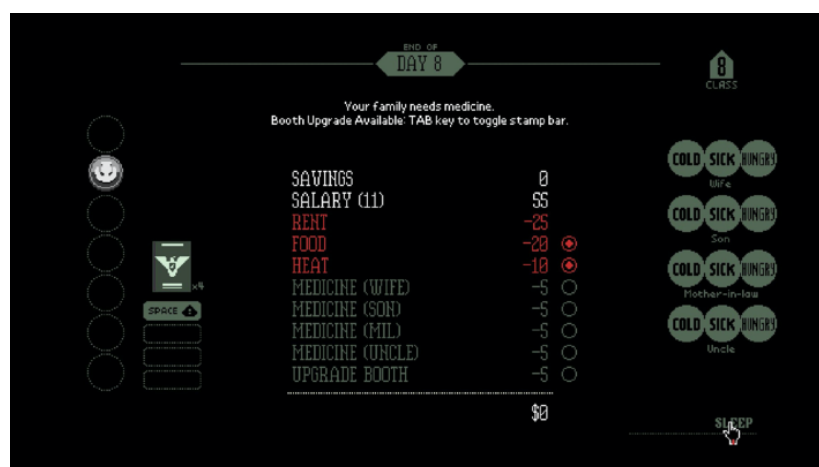 END OF
DAY 8
8
CLASS
Your family needs medicine.
Booth Upgrade Available: TAB key to toggle stamp bar.
SAVINGS 0
SALARY (11) 55
RENT -25
FOOD -20
HEAT -10
MEDICINE (WIFE) -5
MEDICINE (SON) -5
MEDICINE (MIL) -5
MEDICINE (UNCLE) -5
UPGRADE BOOTH -5
$0
x4
SPACE
COLD SICK HUNGRY
Wife
COLD SICK HUNGRY
Son
COLD SICK HUNGRY
Mother-in-law
COLD SICK HUNGRY
Uncle
SLEEP